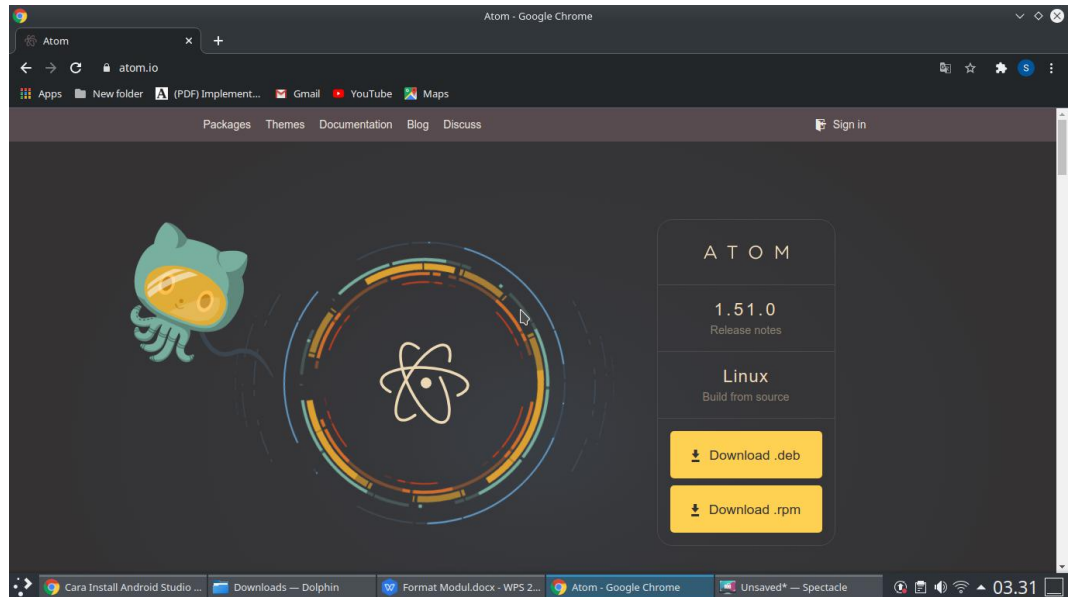 Atom - Google Chrome
Atom
atom.io
S
Apps New folder A (PDF) Implement... Gmail YouTube Maps
Packages Themes Documentation Blog Discuss Sign in
ATOM
1.51.0
Release notes
Linux
Build from source
Download .deb
Download .rpm
Cara Install Android Studio ... Downloads — Dolphin W Format Modul.docx - WPS 2... Atom - Google Chrome Unsaved* — Spectacle 03.31